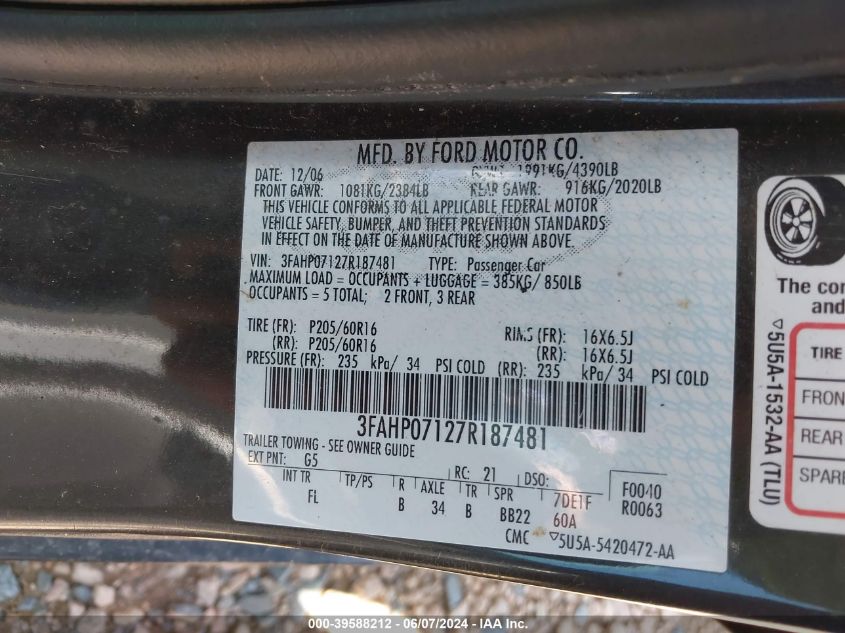 MFD. BY FORD MOTOR CO.
DATE: 12/06 GVWR: 1991KG/4390LB
FRONT GAWR: 1081KG/2384LB REAR GAWR: 916KG/2020LB
THIS VEHICLE CONFORMS TO ALL APPLICABLE FEDERAL MOTOR
VEHICLE SAFETY, BUMPER, AND THEFT PREVENTION STANDARDS
IN EFFECT ON THE DATE OF MANUFACTURE SHOWN ABOVE.
VIN: 3FAHP07127R187481 TYPE: Passenger Car
MAXIMUM LOAD = OCCUPANTS + LUGGAGE = 385KG/ 850LB
OCCUPANTS = 5 TOTAL; 2 FRONT, 3 REAR
TIRE (FR): P205/60R16 RIMS (FR): 16X6.5J
(RR): P205/60R16 (RR): 16X6.5J
PRESSURE (FR): 235 kPa/ 34 PSI COLD (RR): 235 kPa/ 34 PSI COLD
3FAHP07127R187481
TRAILER TOWING - SEE OWNER GUIDE
EXT PNT: G5 RC: 21 DSO: F0040
INT TR TP/PS R AXLE TR SPR 7DE1F R0063
FL B 34 B BB22 60A
CMC 5U5A-5420472-AA
5U5A-1532-AA (TLU)
The
and
TIRE
FRON
REAR
SPARE
000-39588212 - 06/07/2024 - IAA Inc.